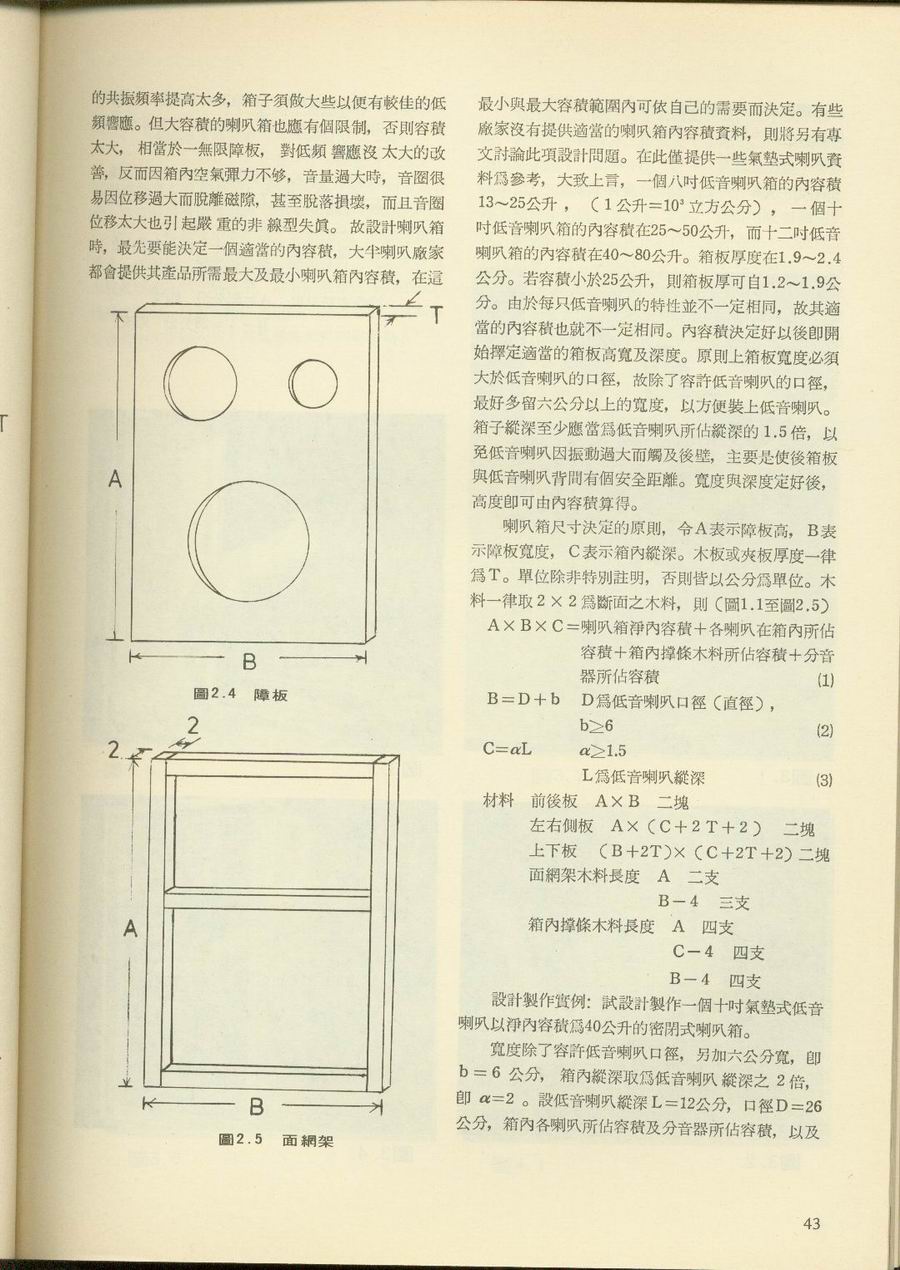 的共振頻率提高太多，箱子須做大些以便有較佳的低
頻響應。但大容積的喇叭箱也應有個限制，否則容積
太大，相當於一無限障板，對低頻響應沒太大的改
善，反而因箱內空氣彈力不够，音量過大時，音圈很
易因位移過大而脫離磁隙，甚至脫落損壞，而且音圈
位移太大也引起嚴重的非線型失眞。故設計喇叭箱
時，最先要能決定一個適當的內容積，大半喇叭廠家
都會提供其產品所需最大及最小喇叭箱內容積，在這
T
A
B
圖2.4 障板
2
2
A
B
圖2.5 面網架
最小與最大容積範圍內可依自己的需要而決定。有些
廠家沒有提供適當的喇叭箱內容積資料，則將另有專
文討論此項設計問題。在此僅提供一些氣墊式喇叭資
料爲參考，大致上言，一個八吋低音喇叭箱的內容積
13～25公升，（1公升＝10³立方公分），一個十
吋低音喇叭箱的內容積在25～50公升，而十二吋低音
喇叭箱的內容積在40～80公升。箱板厚度在1.9～2.4
公分。若容積小於25公升，則箱板厚可自1.2～1.9公
分。由於每只低音喇叭的特性並不一定相同，故其適
當的內容積也就不一定相同。內容積決定好以後卽開
始擇定適當的箱板高寬及深度。原則上箱板寬度必須
大於低音喇叭的口徑，故除了容許低音喇叭的口徑，
最好多留六公分以上的寬度，以方便裝上低音喇叭。
箱子縱深至少應當爲低音喇叭所佔縱深的 1.5 倍，以
免低音喇叭因振動過大而觸及後壁，主要是使後箱板
與低音喇叭背間有個安全距離。寬度與深度定好後，
高度卽可由內容積算得。
喇叭箱尺寸決定的原則，令A表示障板高，B表
示障板寬度，C表示箱內縱深。木板或夾板厚度一律
爲T。單位除非特別註明，否則皆以公分爲單位。木
料一律取 2 × 2 爲斷面之木料，則（圖1.1至圖2.5）
A×B×C＝喇叭箱淨內容積＋各喇叭在箱內所佔
容積＋箱內撐條木料所佔容積＋分音
器所佔容積 (1)
B＝D＋b D爲低音喇叭口徑（直徑），
b≥6 (2)
C=αL α≥1.5
L爲低音喇叭縱深 (3)
材料 前後板 A×B 二塊
左右側板 A×（C＋2T＋2） 二塊
上下板 （B＋2T）×（C＋2T＋2）二塊
面網架木料長度 A 二支
B－4 三支
箱內撐條木料長度 A 四支
C－4 四支
B－4 四支
設計製作實例：試設計製作一個十吋氣墊式低音
喇叭以淨內容積爲40公升的密閉式喇叭箱。
寬度除了容許低音喇叭口徑，另加六公分寬，卽
b＝6 公分，箱內縱深取爲低音喇叭縱深之 2 倍，
卽 α=2 。設低音喇叭縱深L＝12公分，口徑D＝26
公分，箱內各喇叭所佔容積及分音器所佔容積，以及
43